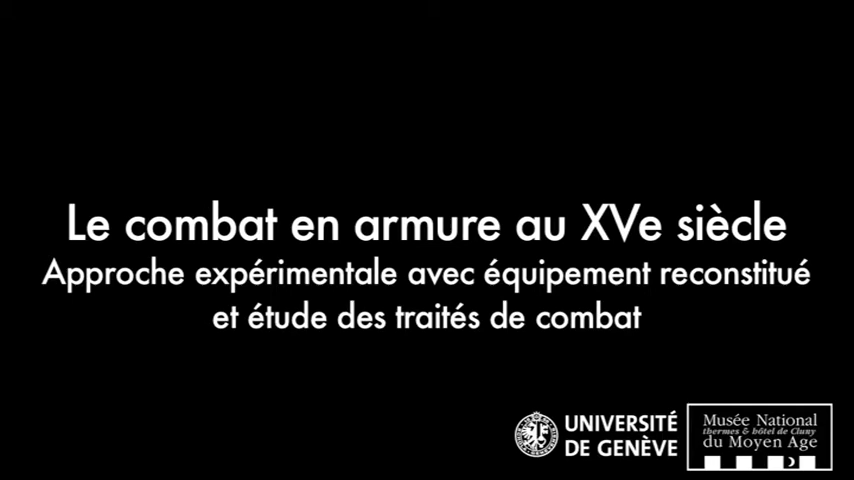 Le combat en armure au XVe siècle
Approche expérimentale avec équipement reconstitué
et étude des traités de combat
UNIVERSITÉ
DE GENÈVE
Musée National
thermes & hôtel de Cluny
du Moyen Age